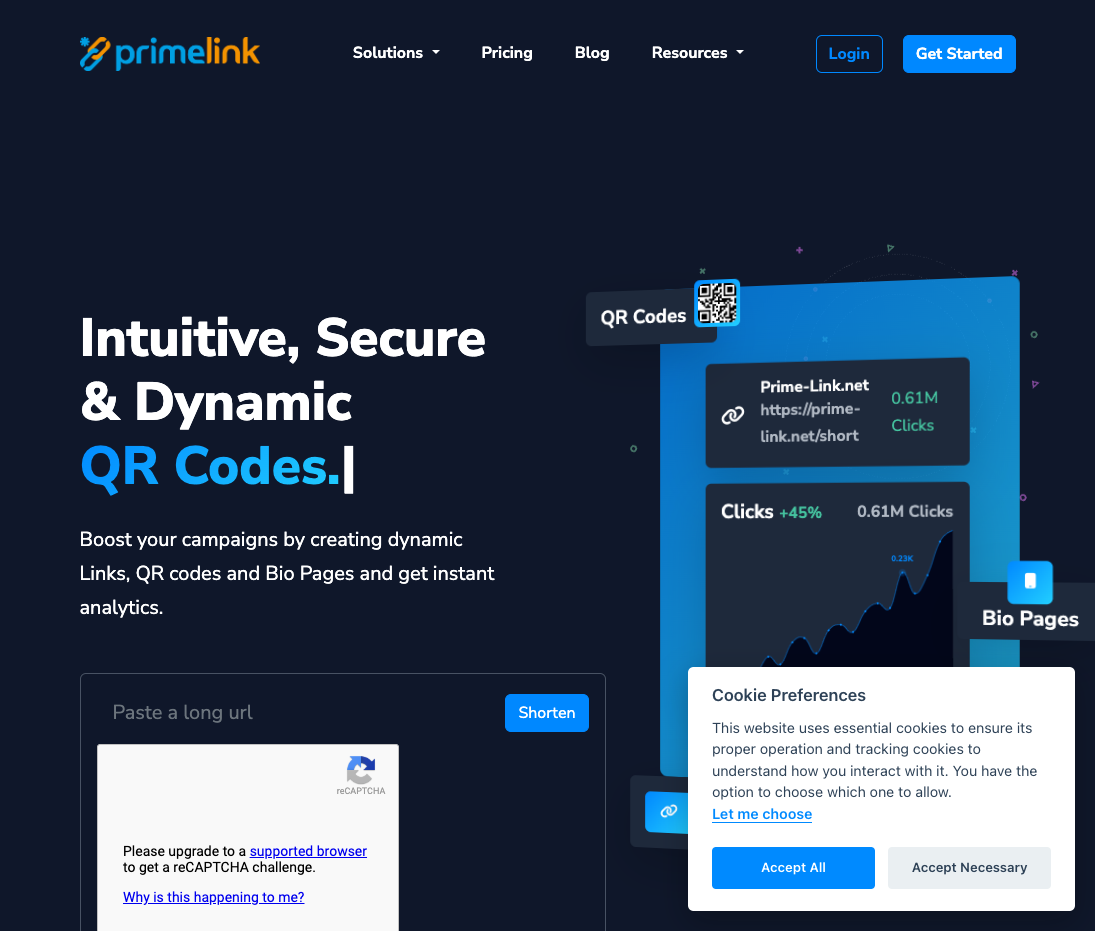 primelink
Solutions
Pricing
Blog
Resources
Login
Get Started
Intuitive, Secure
& Dynamic
QR Codes.|
Boost your campaigns by creating dynamic
Links, QR codes and Bio Pages and get instant
analytics.
Paste a long url
Shorten
reCAPTCHA
Please upgrade to a supported browser
to get a reCAPTCHA challenge.
Why is this happening to me?
QR Codes
Prime-Link.net
https://prime-
link.net/short
0.61M
Clicks
Clicks +45%
0.61M Clicks
0.23K
Bio Pages
Cookie Preferences
This website uses essential cookies to ensure its
proper operation and tracking cookies to
understand how you interact with it. You have the
option to choose which one to allow.
Let me choose
Accept All
Accept Necessary